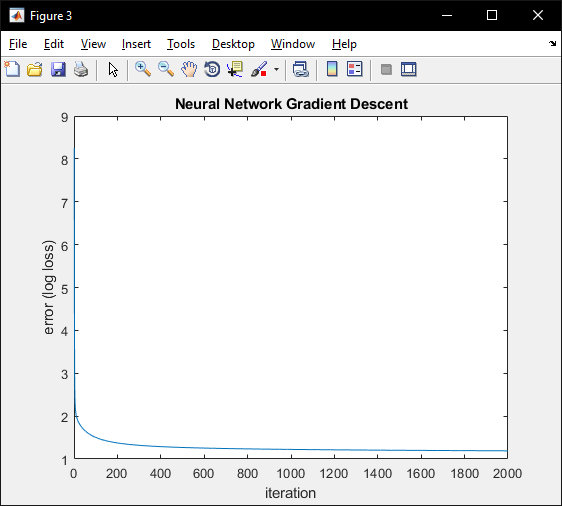 Figure 3
File Edit View Insert Tools Desktop Window Help
Neural Network Gradient Descent
9
8
7
6
5
4
3
2
1
error (log loss)
0 200 400 600 800 1000 1200 1400 1600 1800 2000
iteration